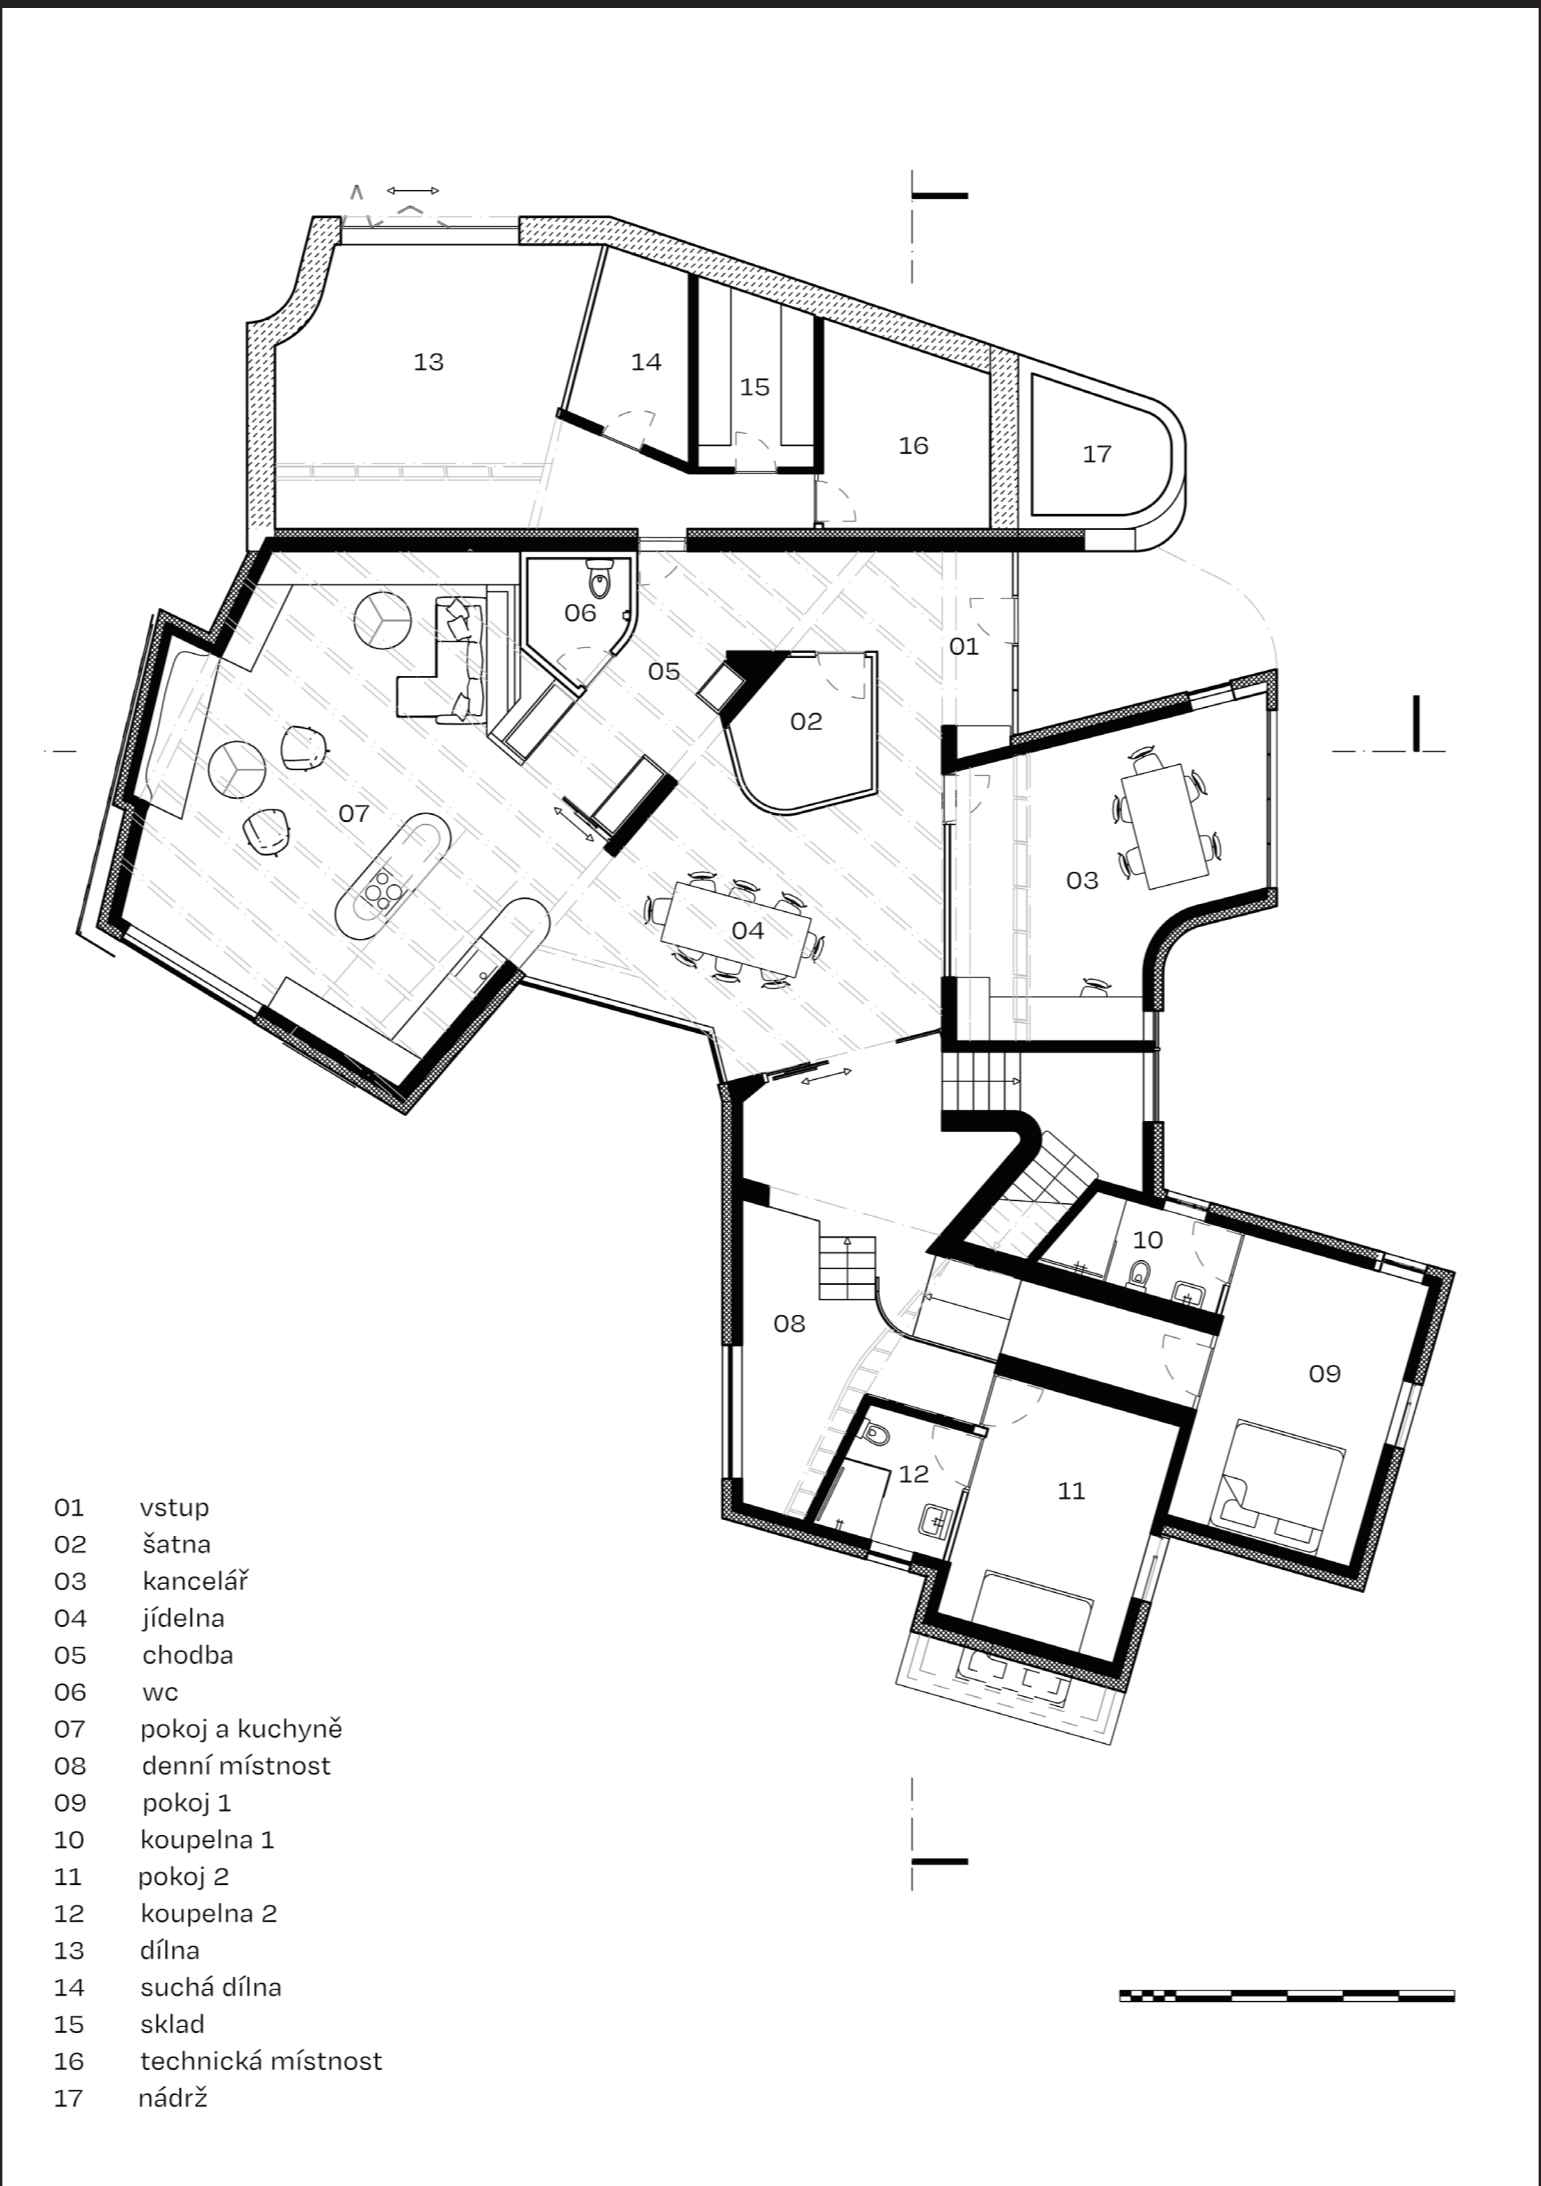 13
14
15
16
17
06
05
01
02
07
03
04
10
08
09
12
11
01 vstup
02 šatna
03 kancelář
04 jídelna
05 chodba
06 wc
07 pokoj a kuchyně
08 denní místnost
09 pokoj 1
10 koupelna 1
11 pokoj 2
12 koupelna 2
13 dílna
14 suchá dílna
15 sklad
16 technická místnost
17 nádrž